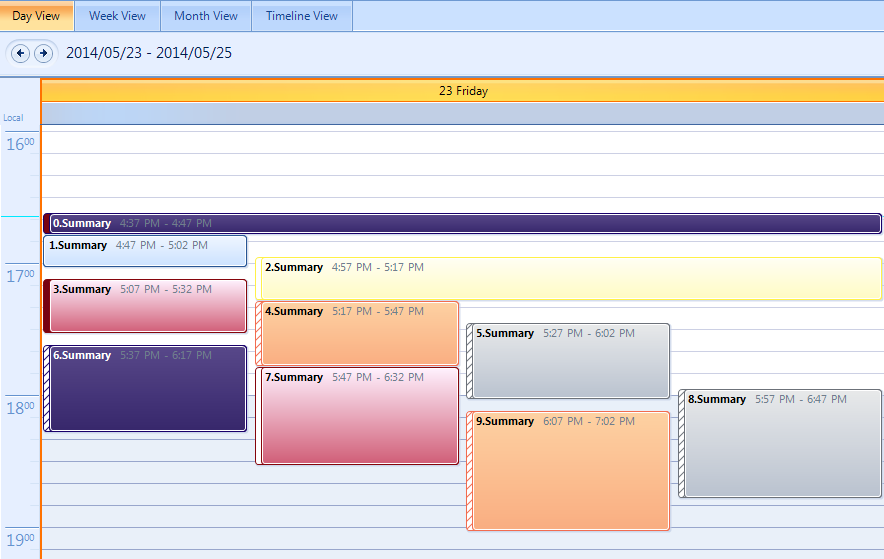 Day View Week View Month View Timeline View
2014/05/23 - 2014/05/25
23 Friday
Local
16 00
0.Summary 4:37 PM - 4:47 PM
1.Summary 4:47 PM - 5:02 PM
17 00
2.Summary 4:57 PM - 5:17 PM
3.Summary 5:07 PM - 5:32 PM
4.Summary 5:17 PM - 5:47 PM
5.Summary 5:27 PM - 6:02 PM
6.Summary 5:37 PM - 6:17 PM
7.Summary 5:47 PM - 6:32 PM
18 00
8.Summary 5:57 PM - 6:47 PM
9.Summary 6:07 PM - 7:02 PM
19 00